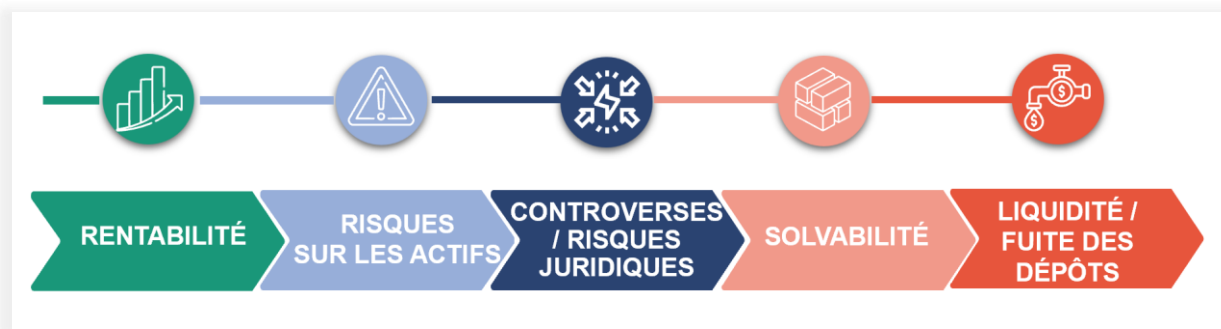 $
$
RENTABILITÉ
RISQUES
SUR LES ACTIFS
CONTROVERSES
/ RISQUES
JURIDIQUES
SOLVABILITÉ
LIQUIDITÉ /
FUITE DES
DÉPÔTS